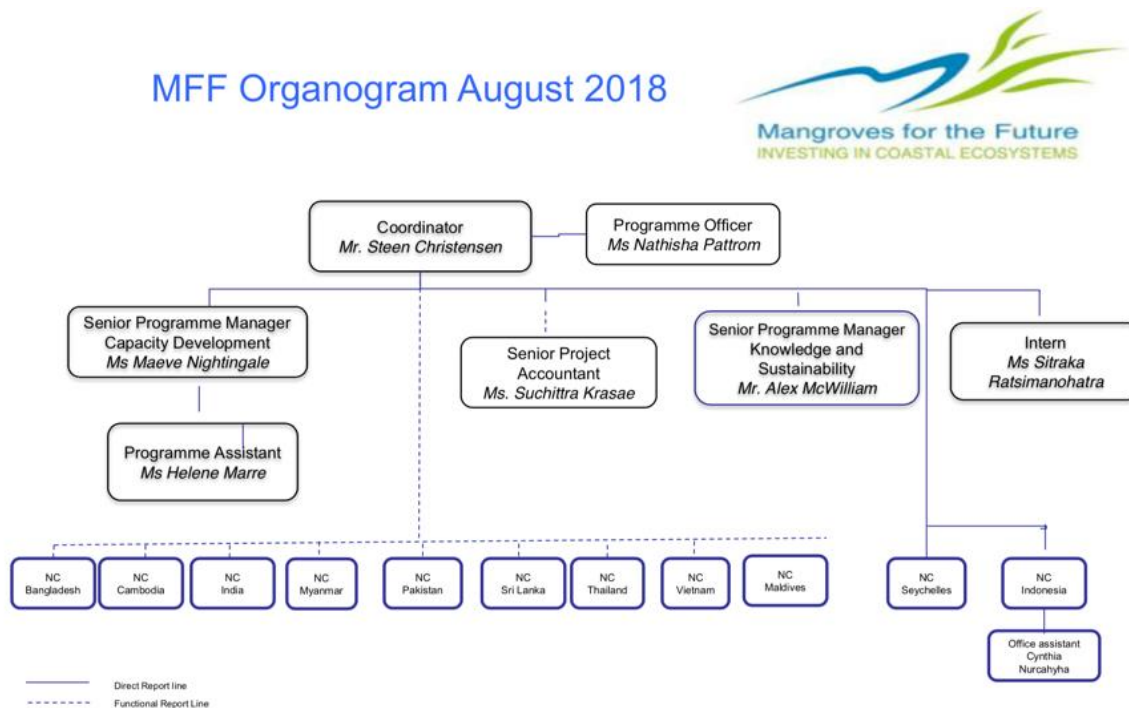 MFF Organogram August 2018
Mangroves for the Future
INVESTING IN COASTAL ECOSYSTEMS
Coordinator
Mr. Steen Christensen
Programme Officer
Ms Nathisha Pattrom
Senior Programme Manager
Capacity Development
Ms Maeve Nightingale
Senior Project
Accountant
Ms. Suchittra Krasae
Senior Programme Manager
Knowledge and
Sustainability
Mr. Alex McWilliam
Intern
Ms Sitraka
Ratsimanohatra
Programme Assistant
Ms Helene Marre
NC
Bangladesh
NC
Cambodia
NC
India
NC
Myanmar
NC
Pakistan
NC
Sri Lanka
NC
Thailand
NC
Vietnam
NC
Maldives
NC
Seychelles
NC
Indonesia
Office assistant
Cynthia
Nurcahyha
Direct Report line
Functional Report Line